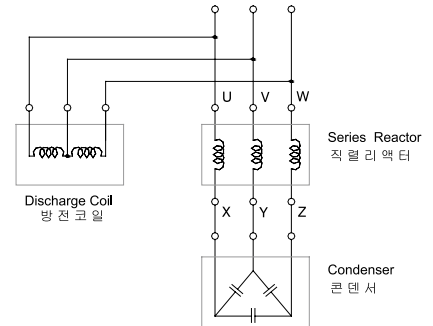 U V W
Series Reactor
직렬리액터
Discharge Coil
방전코일
X Y Z
Condenser
콘덴서